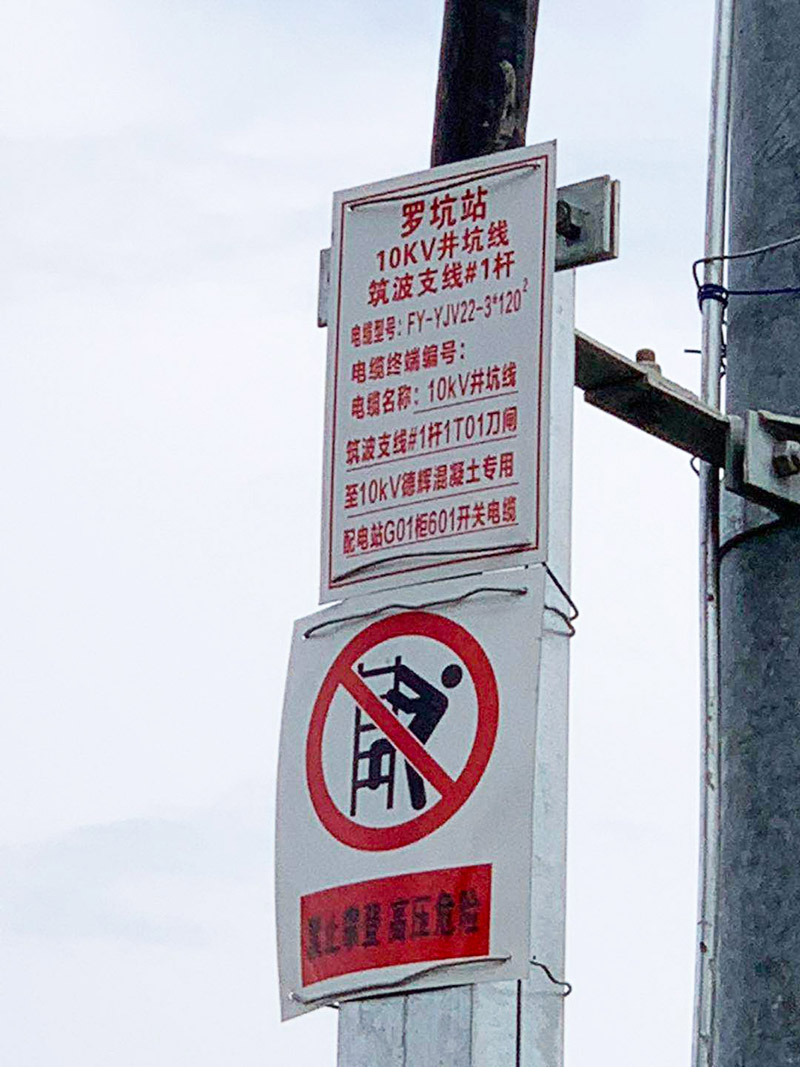 罗坑站
10KV井坑线
筑波支线#1杆
电缆型号：FY-YJV22-3*120²
电缆终端编号：
电缆名称：10kV井坑线
筑波支线#1杆1T01刀闸
至10kV德辉混凝土专用
配电站G01柜601开关电缆
禁止攀登 高压危险